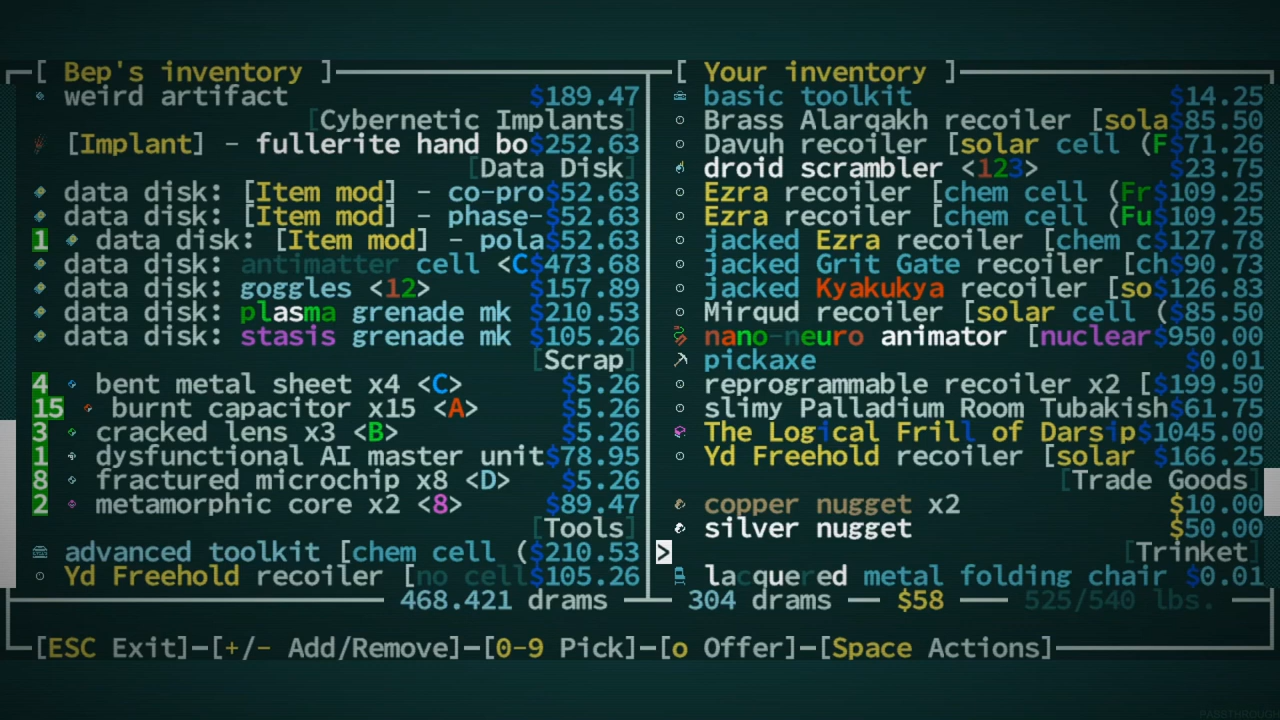 [ Bep's inventory ]
weird artifact $189.47
[Cybernetic Implants]
[Implant] - fullerite hand bo$252.63
[Data Disk]
data disk: [Item mod] - co-pro$52.63
data disk: [Item mod] - phase-$52.63
1 data disk: [Item mod] - pola$52.63
data disk: antimatter cell <C$473.68
data disk: goggles <12> $157.89
data disk: plasma grenade mk $210.53
data disk: stasis grenade mk $105.26
[Scrap]
4 bent metal sheet x4 <C> $5.26
15 burnt capacitor x15 <A> $5.26
3 cracked lens x3 <B> $5.26
1 dysfunctional AI master unit$78.95
8 fractured microchip x8 <D> $5.26
2 metamorphic core x2 <8> $89.47
[Tools]
advanced toolkit [chem cell ($210.53
Yd Freehold recoiler [no cell$105.26
468.421 drams
[ Your inventory ]
basic toolkit $14.25
Brass Alarqakh recoiler [sola$85.50
Davuh recoiler [solar cell (F$71.26
droid scrambler <123> $23.75
Ezra recoiler [chem cell (Fr$109.25
Ezra recoiler [chem cell (Fu$109.25
jacked Ezra recoiler [chem c$127.78
jacked Grit Gate recoiler [ch$90.73
jacked Kyakukya recoiler [so$126.83
Mirqud recoiler [solar cell ($85.50
nano-neuro animator [nuclear$950.00
pickaxe $0.01
reprogrammable recoiler x2 [$199.50
slimy Palladium Room Tubakish$61.75
The Logical Frill of Darsip$1045.00
Yd Freehold recoiler [solar $166.25
[Trade Goods]
copper nugget x2 $10.00
silver nugget $50.00
> [Trinket]
lacquered metal folding chair $0.01
304 drams — $58 — 525/540 lbs.
[ESC Exit]-[+/- Add/Remove]-[0-9 Pick]-[o Offer]-[Space Actions]